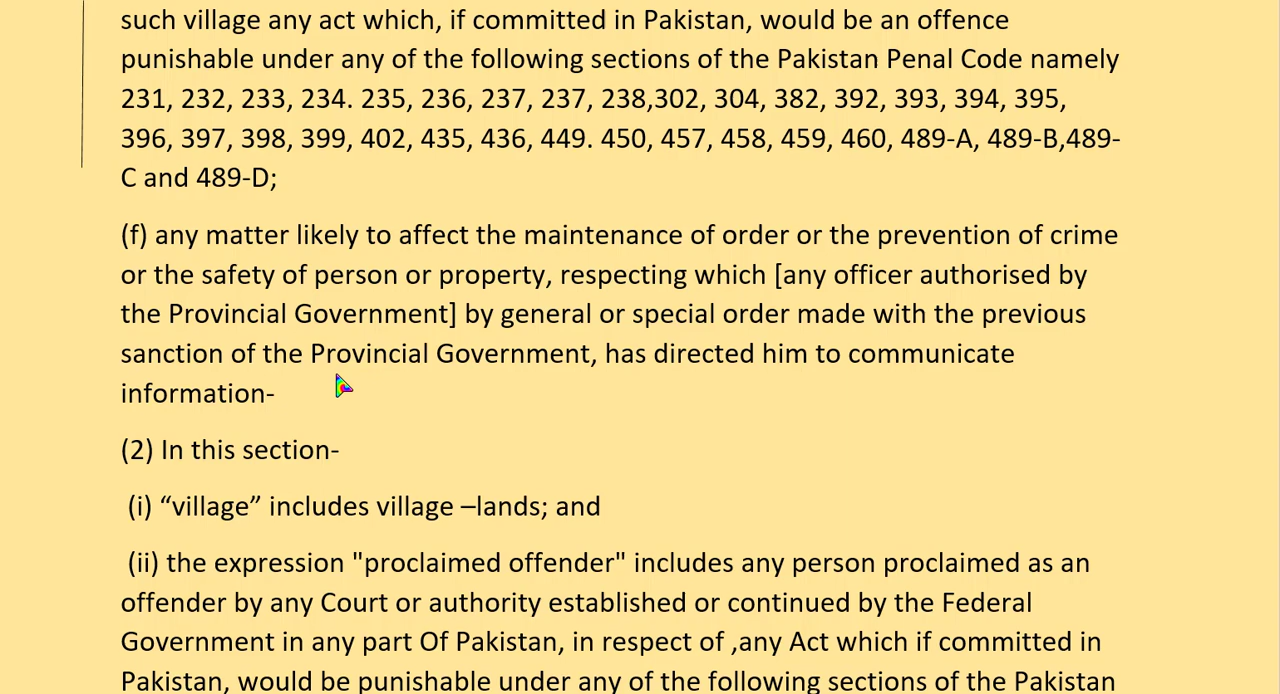 such village any act which, if committed in Pakistan, would be an offence
punishable under any of the following sections of the Pakistan Penal Code namely
231, 232, 233, 234. 235, 236, 237, 237, 238,302, 304, 382, 392, 393, 394, 395,
396, 397, 398, 399, 402, 435, 436, 449. 450, 457, 458, 459, 460, 489-A, 489-B,489-
C and 489-D;
(f) any matter likely to affect the maintenance of order or the prevention of crime
or the safety of person or property, respecting which [any officer authorised by
the Provincial Government] by general or special order made with the previous
sanction of the Provincial Government, has directed him to communicate
information-
(2) In this section-
(i) “village” includes village –lands; and
(ii) the expression "proclaimed offender" includes any person proclaimed as an
offender by any Court or authority established or continued by the Federal
Government in any part Of Pakistan, in respect of ,any Act which if committed in
Pakistan, would be punishable under any of the following sections of the Pakistan